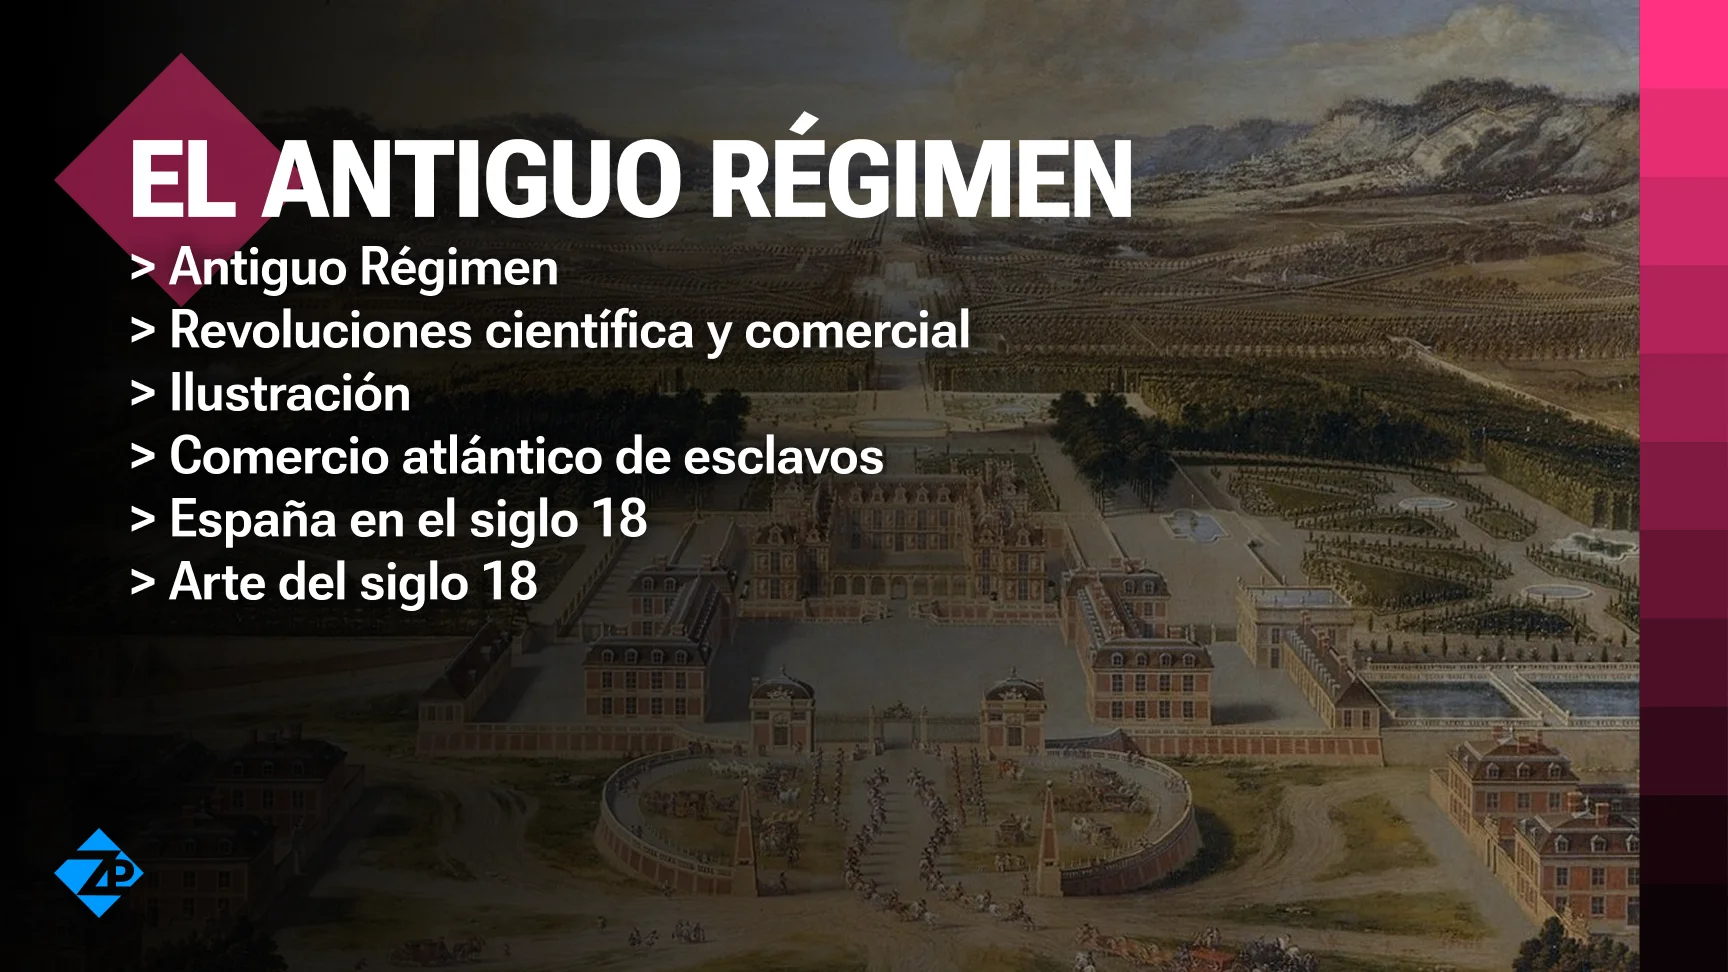 EL ANTIGUO RÉGIMEN
> Antiguo Régimen
> Revoluciones científica y comercial
> Ilustración
> Comercio atlántico de esclavos
> España en el siglo 18
> Arte del siglo 18
ZP